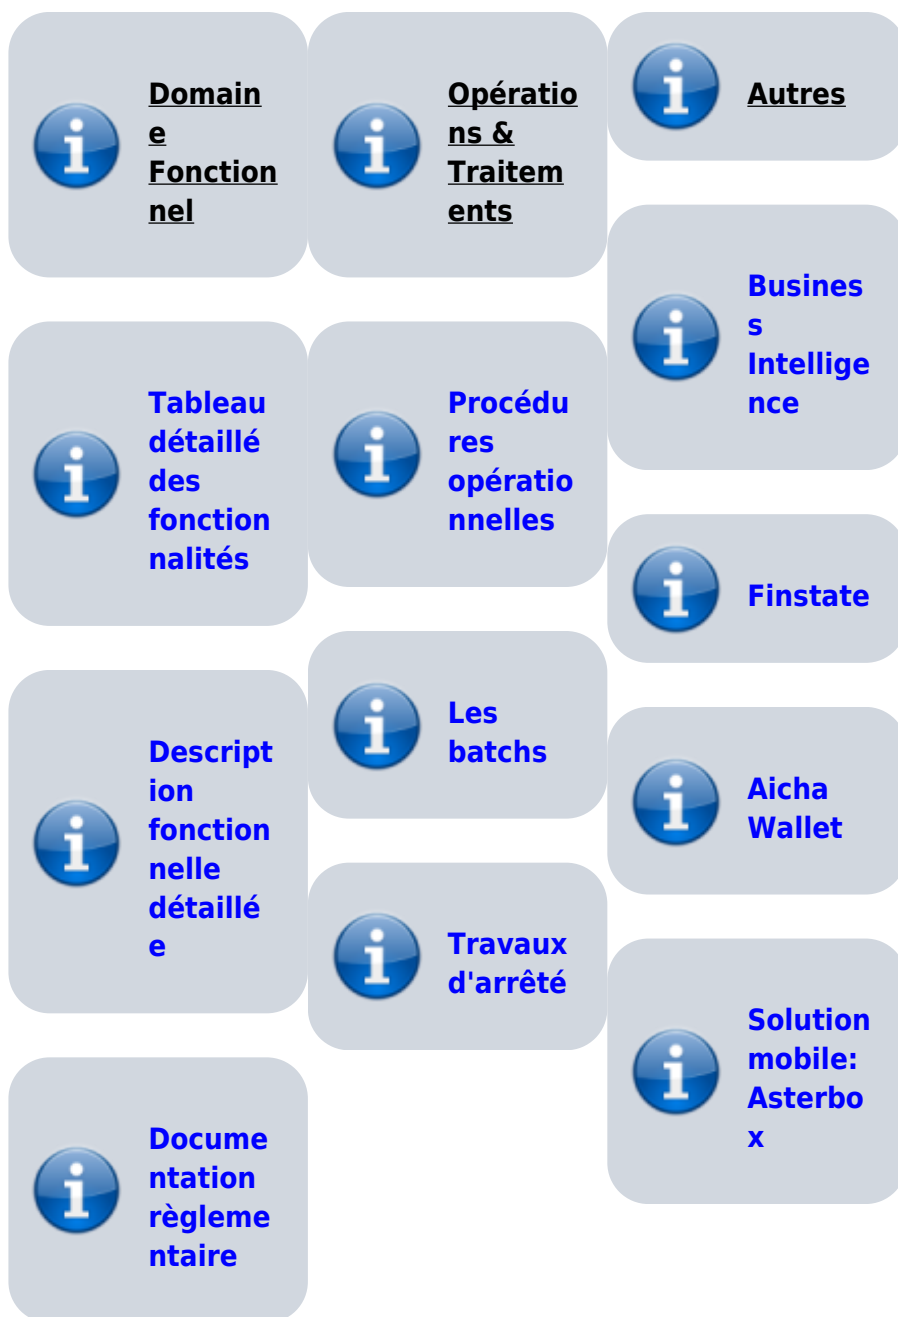 Domain
e
Fonction
nel
Tableau
détaillé
des
fonction
nalités
Descript
ion
fonction
nelle
détaillé
e
Docume
ntation
règleme
ntaire
Opératio
ns &
Traitem
ents
Procédu
res
opératio
nnelles
Les
batchs
Travaux
d'arrêté
Autres
Busines
s
Intellige
nce
Finstate
Aicha
Wallet
Solution
mobile:
Asterbo
x